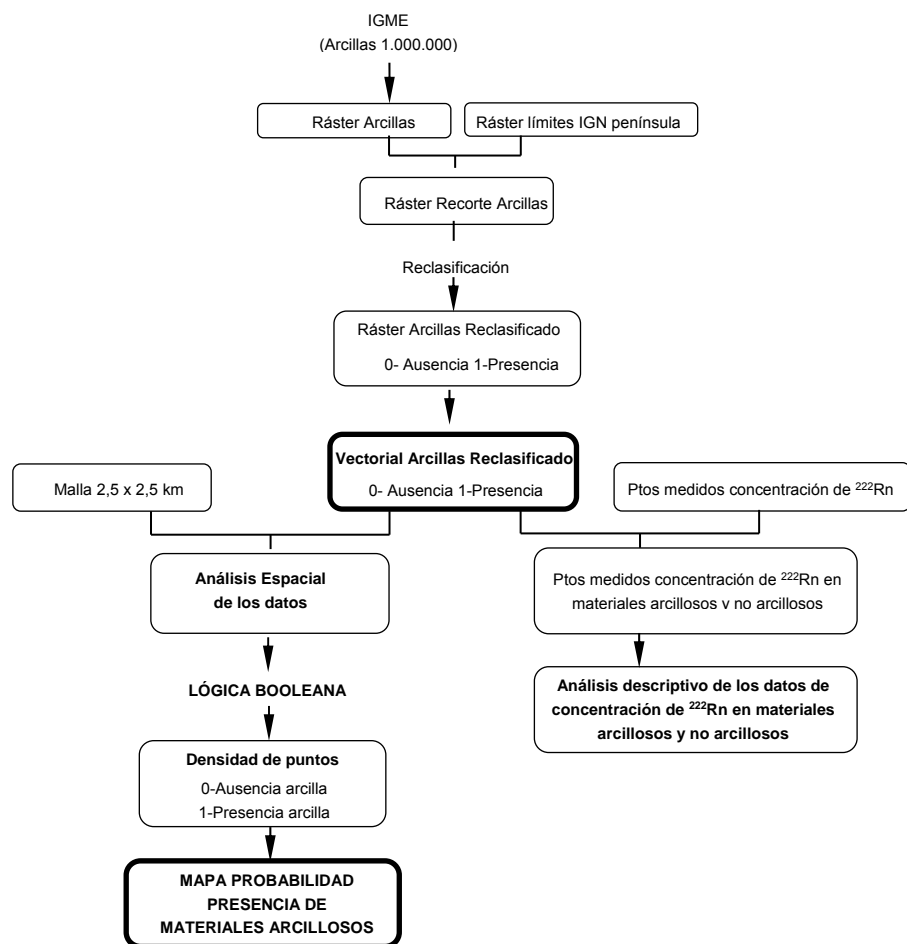 IGME
(Arcillas 1.000.000)
Ráster Arcillas
Ráster límites IGN península
Ráster Recorte Arcillas
Reclasificación
Ráster Arcillas Reclasificado
0- Ausencia 1-Presencia
Vectorial Arcillas Reclasificado
0- Ausencia 1-Presencia
Malla 2,5 x 2,5 km
Ptos medidos concentración de ²²²Rn
Análisis Espacial
de los datos
Ptos medidos concentración de ²²²Rn en
materiales arcillosos y no arcillosos
LÓGICA BOOLEANA
Análisis descriptivo de los datos de
concentración de ²²²Rn en materiales
arcillosos y no arcillosos
Densidad de puntos
0-Ausencia arcilla
1-Presencia arcilla
MAPA PROBABILIDAD
PRESENCIA DE
MATERIALES ARCILLOSOS